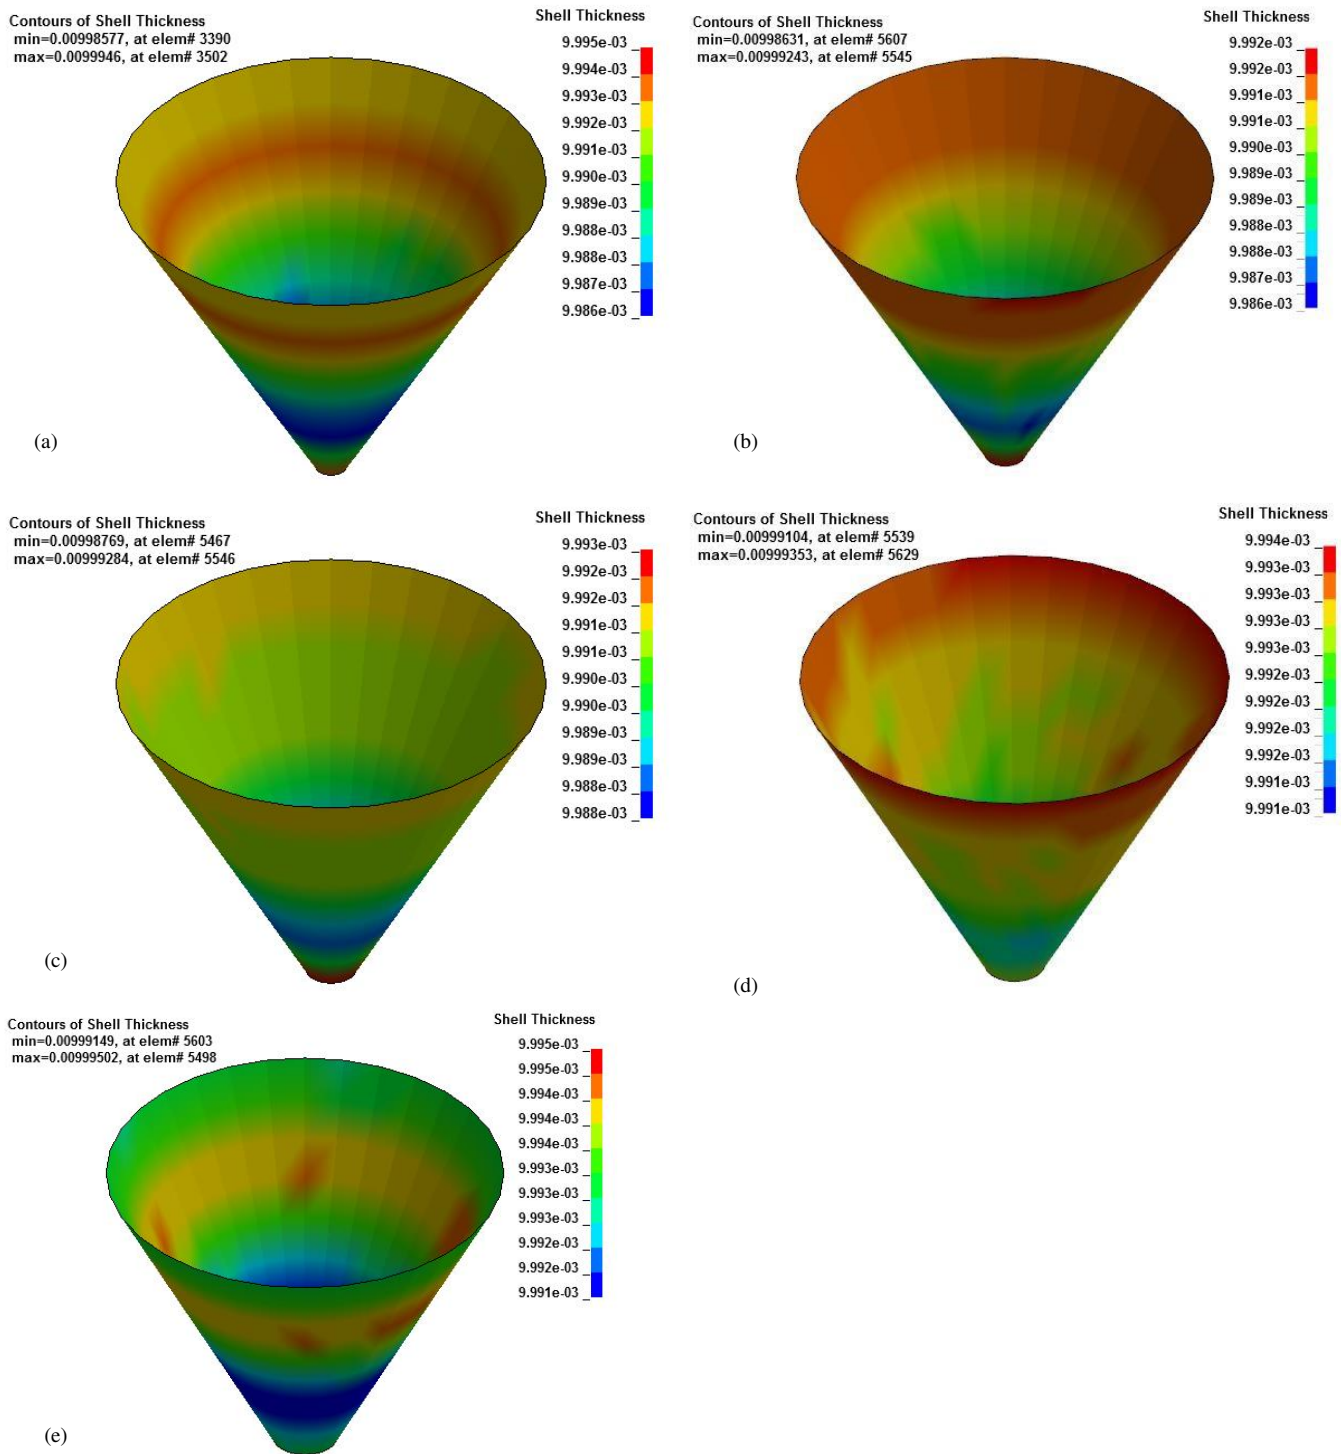 Contours of Shell Thickness
min=0.00998577, at elem# 3390
max=0.0099946, at elem# 3502
Shell Thickness
9.995e-03
9.994e-03
9.993e-03
9.992e-03
9.991e-03
9.990e-03
9.989e-03
9.988e-03
9.988e-03
9.987e-03
9.986e-03
(a)
Contours of Shell Thickness
min=0.00998631, at elem# 5607
max=0.00999243, at elem# 5545
Shell Thickness
9.992e-03
9.992e-03
9.991e-03
9.991e-03
9.990e-03
9.989e-03
9.989e-03
9.988e-03
9.988e-03
9.987e-03
9.986e-03
(b)
Contours of Shell Thickness
min=0.00998769, at elem# 5467
max=0.00999284, at elem# 5546
Shell Thickness
9.993e-03
9.992e-03
9.992e-03
9.991e-03
9.991e-03
9.990e-03
9.990e-03
9.989e-03
9.989e-03
9.988e-03
9.988e-03
(c)
Contours of Shell Thickness
min=0.00999104, at elem# 5539
max=0.00999353, at elem# 5629
Shell Thickness
9.994e-03
9.993e-03
9.993e-03
9.993e-03
9.993e-03
9.992e-03
9.992e-03
9.992e-03
9.992e-03
9.991e-03
9.991e-03
(d)
Contours of Shell Thickness
min=0.00999149, at elem# 5603
max=0.00999502, at elem# 5498
Shell Thickness
9.995e-03
9.995e-03
9.994e-03
9.994e-03
9.994e-03
9.993e-03
9.993e-03
9.993e-03
9.992e-03
9.992e-03
9.991e-03
(e)